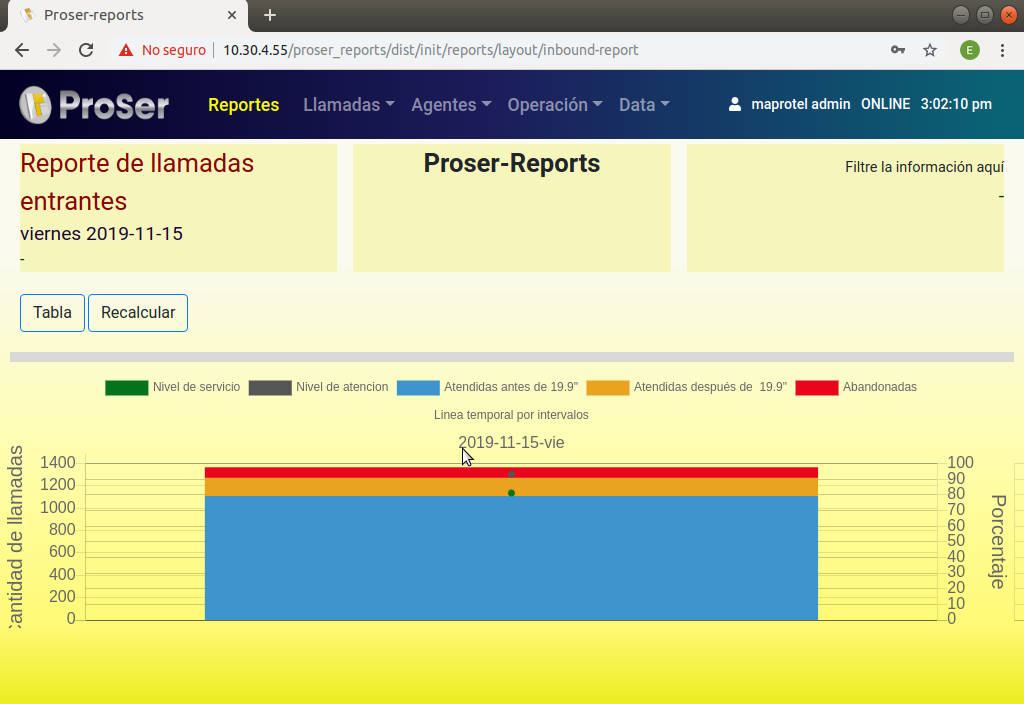 Proser-reports
No seguro 10.30.4.55/proser_reports/dist/init/reports/layout/inbound-report
E
ProSer Reportes Llamadas Agentes Operación Data maprotel admin ONLINE 3:02:10 pm
Reporte de llamadas
entrantes
viernes 2019-11-15
-
Proser-Reports
Filtre la información aquí
-
Tabla Recalcular
Nivel de servicio Nivel de atencion Atendidas antes de 19.9" Atendidas después de 19.9" Abandonadas
Linea temporal por intervalos
2019-11-15-vie
antidad de llamadas
1400
1200
1000
800
600
400
200
0
100
90
80
70
60
50
40
30
20
10
0
Porcentaje